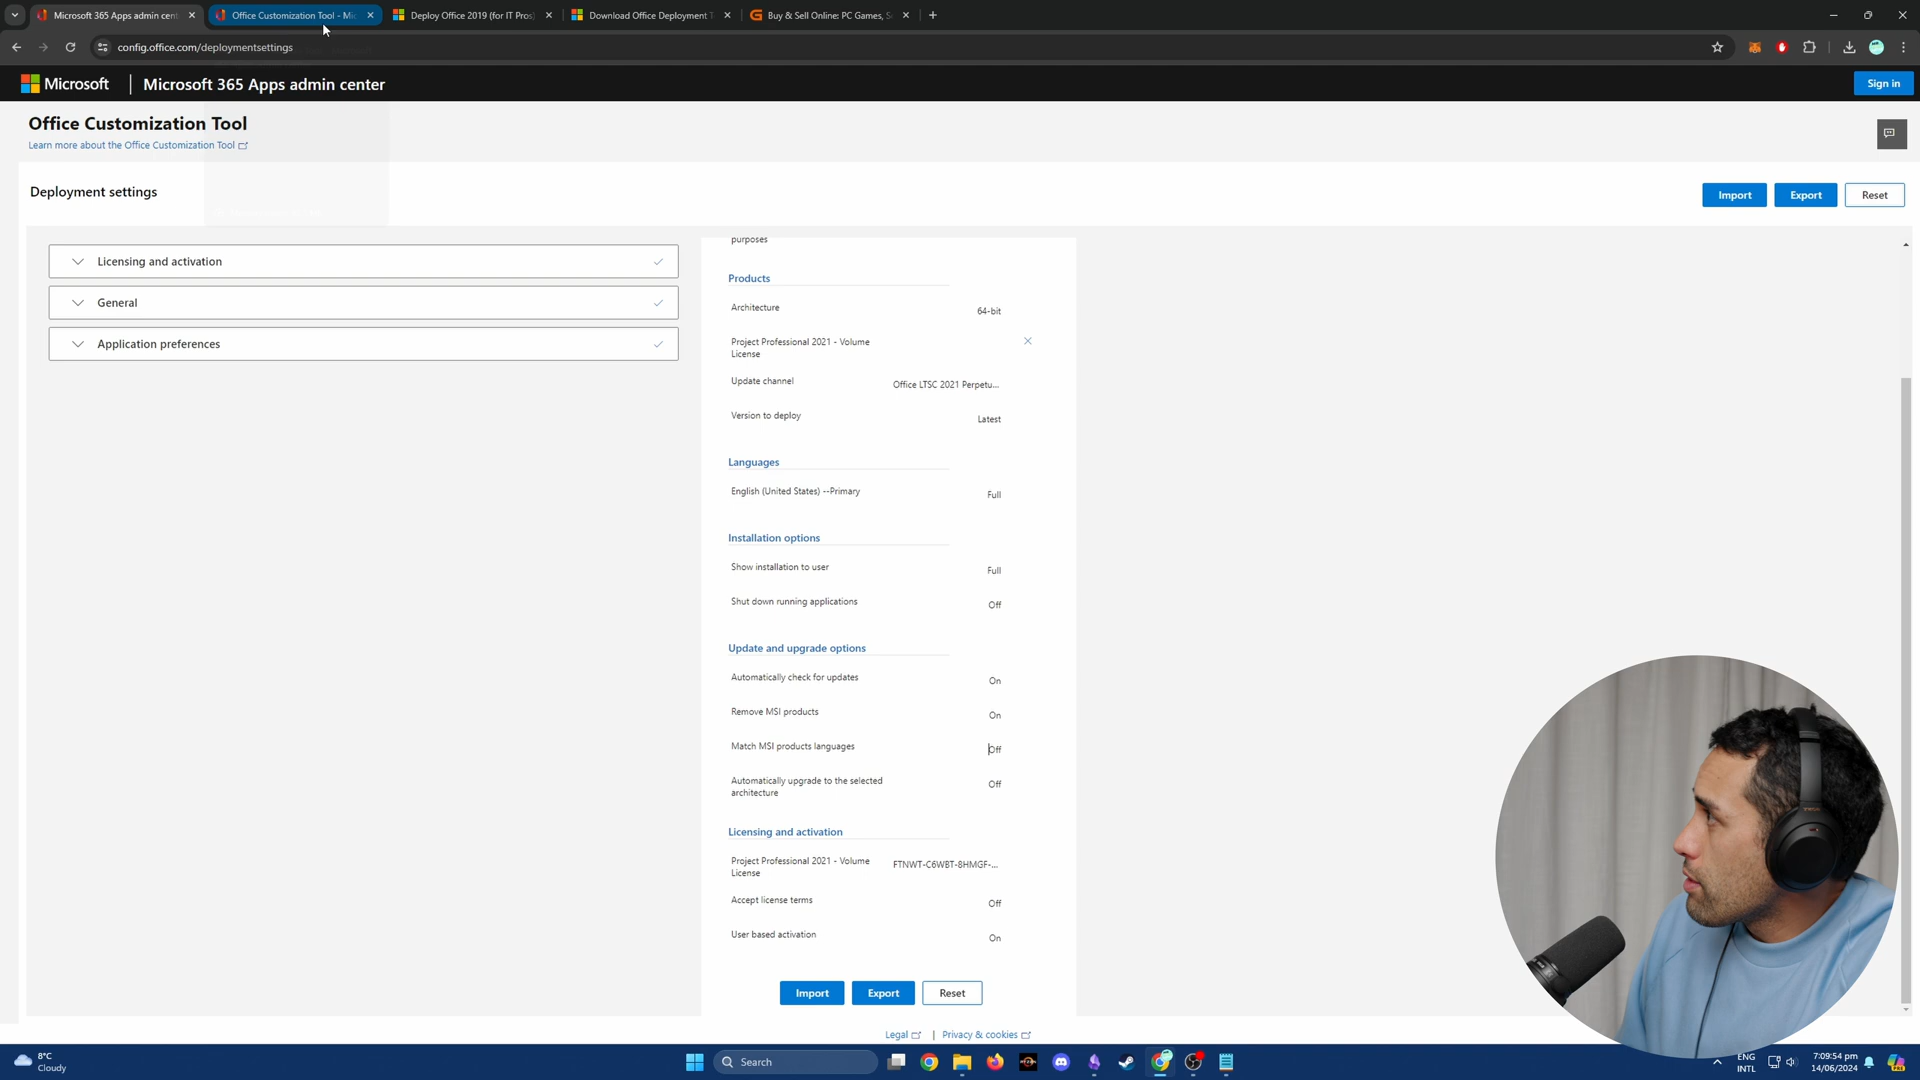 Microsoft 365 Apps admin cent
Office Customization Tool - Mi
Deploy Office 2019 (for IT Pros)
Download Office Deployment T
Buy & Sell Online: PC Games, S
config.office.com/deploymentsettings
Microsoft
Microsoft 365 Apps admin center
Sign in
Office Customization Tool
Learn more about the Office Customization Tool
Deployment settings
Import
Export
Reset
Licensing and activation
General
Application preferences
purposes
Products
Architecture
64-bit
Project Professional 2021 - Volume
License
Update channel
Office LTSC 2021 Perpetu...
Version to deploy
Latest
Languages
English (United States) --Primary
Full
Installation options
Show installation to user
Full
Shut down running applications
Off
Update and upgrade options
Automatically check for updates
On
Remove MSI products
On
Match MSI products languages
Off
Automatically upgrade to the selected
architecture
Off
Licensing and activation
Project Professional 2021 - Volume
License
FTNWT-C6WBT-8HMGF-...
Accept license terms
Off
User based activation
On
Import
Export
Reset
Legal
Privacy & cookies
8°C
Cloudy
Search
ENG
INTL
7:09:54 pm
14/06/2024